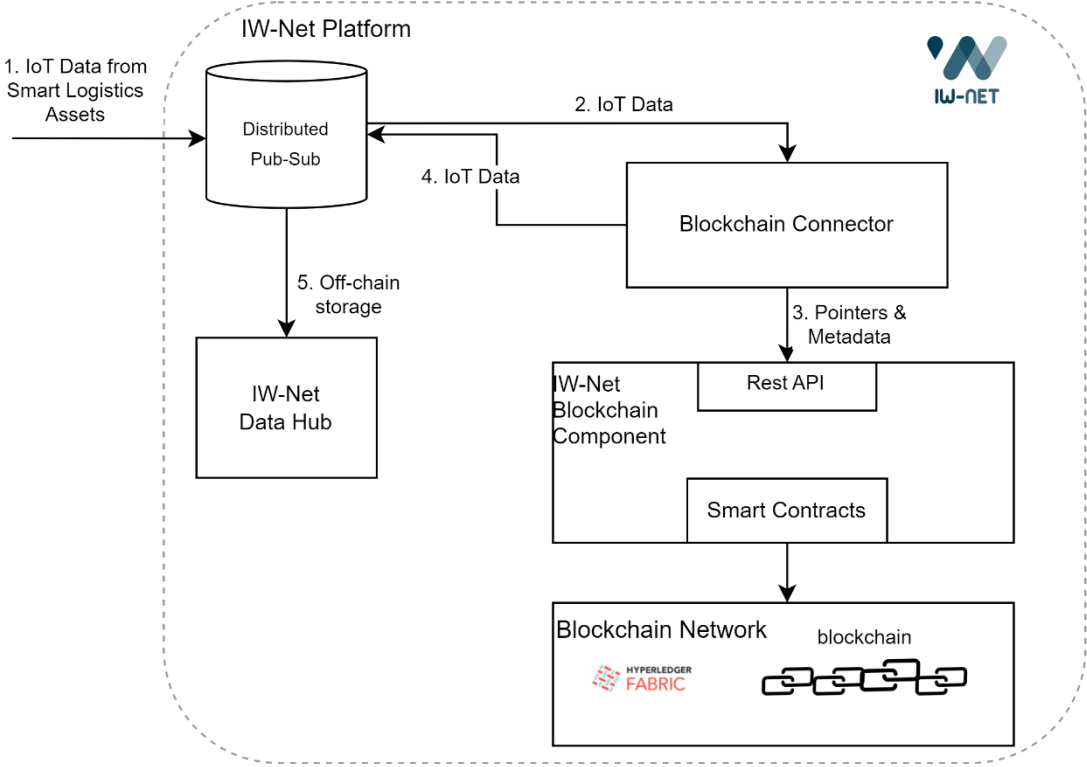 IW-Net Platform
IW-NET
1. IoT Data from
Smart Logistics
Assets
Distributed
Pub-Sub
2. IoT Data
4. IoT Data
Blockchain Connector
5. Off-chain
storage
3. Pointers &
Metadata
IW-Net
Data Hub
IW-Net
Blockchain
Component
Rest API
Smart Contracts
Blockchain Network
blockchain
HYPERLEDGER
FABRIC